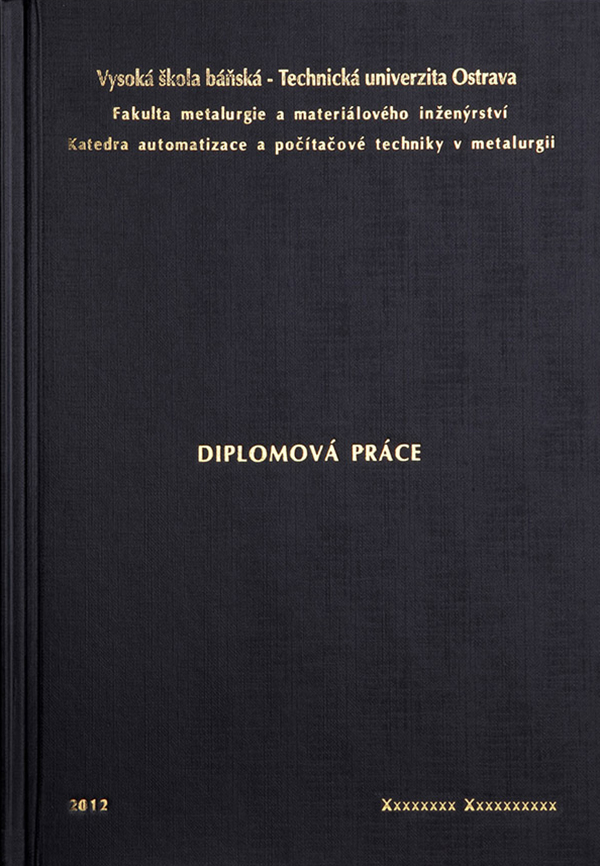 Vysoká škola báňská - Technická univerzita Ostrava
Fakulta metalurgie a materiálového inženýrství
Katedra automatizace a počítačové techniky v metalurgii
DIPLOMOVÁ PRÁCE
2012
Xxxxxxxx Xxxxxxxxxx